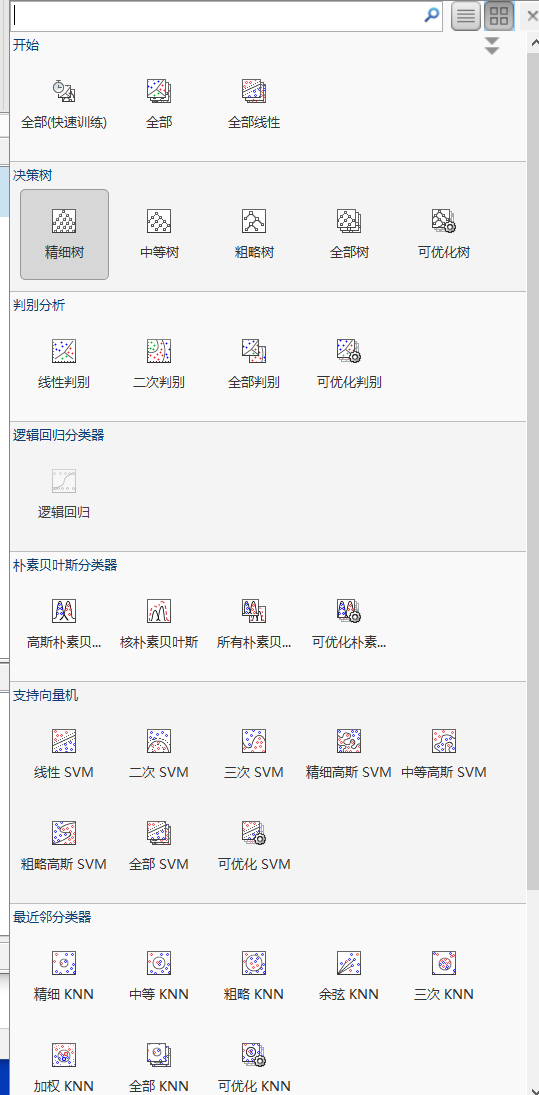 开始
全部(快速训练) 全部 全部线性
决策树
精细树 中等树 粗略树 全部树 可优化树
判别分析
线性判别 二次判别 全部判别 可优化判别
逻辑回归分类器
逻辑回归
朴素贝叶斯分类器
高斯朴素贝... 核朴素贝叶斯 所有朴素贝... 可优化朴素...
支持向量机
线性 SVM 二次 SVM 三次 SVM 精细高斯 SVM 中等高斯 SVM
粗略高斯 SVM 全部 SVM 可优化 SVM
最近邻分类器
精细 KNN 中等 KNN 粗略 KNN 余弦 KNN 三次 KNN
加权 KNN 全部 KNN 可优化 KNN